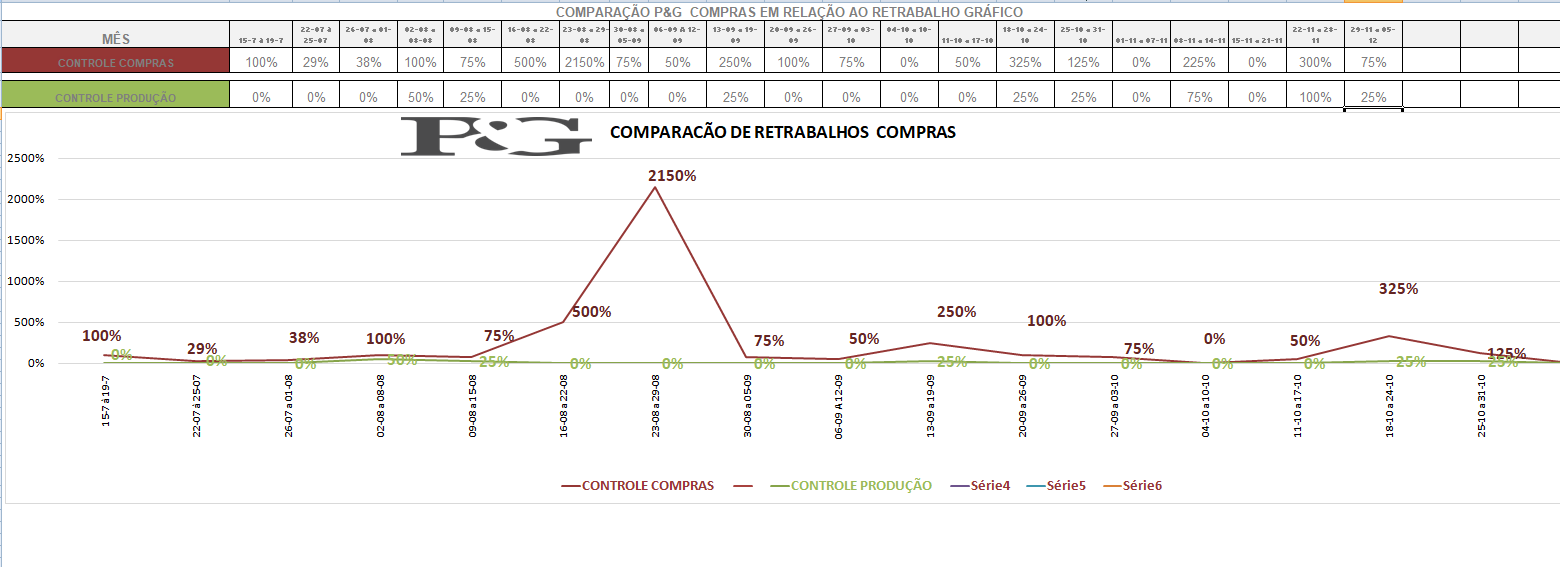 COMPARAÇÃO P&G COMPRAS EM RELAÇÃO AO RETRABALHO GRÁFICO
MÊS 15-7 à 19-7 22-07 à 25-07 26-07 a 01-08 02-08 a 08-08 09-08 a 15-08 16-08 a 22-08 23-08 a 29-08 30-08 a 05-09 06-09 A 12-09 13-09 a 19-09 20-09 a 26-09 27-09 a 03-10 04-10 a 10-10 11-10 a 17-10 18-10 a 24-10 25-10 a 31-10 01-11 a 07-11 08-11 a 14-11 15-11 a 21-11 22-11 a 28-11 29-11 a 05-12
CONTROLE COMPRAS 100% 29% 38% 100% 75% 500% 2150% 75% 50% 250% 100% 75% 0% 50% 325% 125% 0% 225% 0% 300% 75%
CONTROLE PRODUÇÃO 0% 0% 0% 50% 25% 0% 0% 0% 0% 25% 0% 0% 0% 0% 25% 25% 0% 75% 0% 100% 25%
P&G COMPARACÃO DE RETRABALHOS COMPRAS
2500%
2150%
2000%
1500%
1000%
325%
500% 500% 250% 100%
100% 29% 38% 100% 75% 75% 50% 75% 0% 50% 125%
0% 0% 0% 0% 50% 25% 0% 0% 0% 0% 25% 0% 0% 0% 0% 25% 25%
15-7 à 19-7
22-07 à 25-07
26-07 a 01-08
02-08 a 08-08
09-08 a 15-08
16-08 a 22-08
23-08 a 29-08
30-08 a 05-09
06-09 A 12-09
13-09 a 19-09
20-09 a 26-09
27-09 a 03-10
04-10 a 10-10
11-10 a 17-10
18-10 a 24-10
25-10 a 31-10
CONTROLE COMPRAS CONTROLE PRODUÇÃO Série4 Série5 Série6